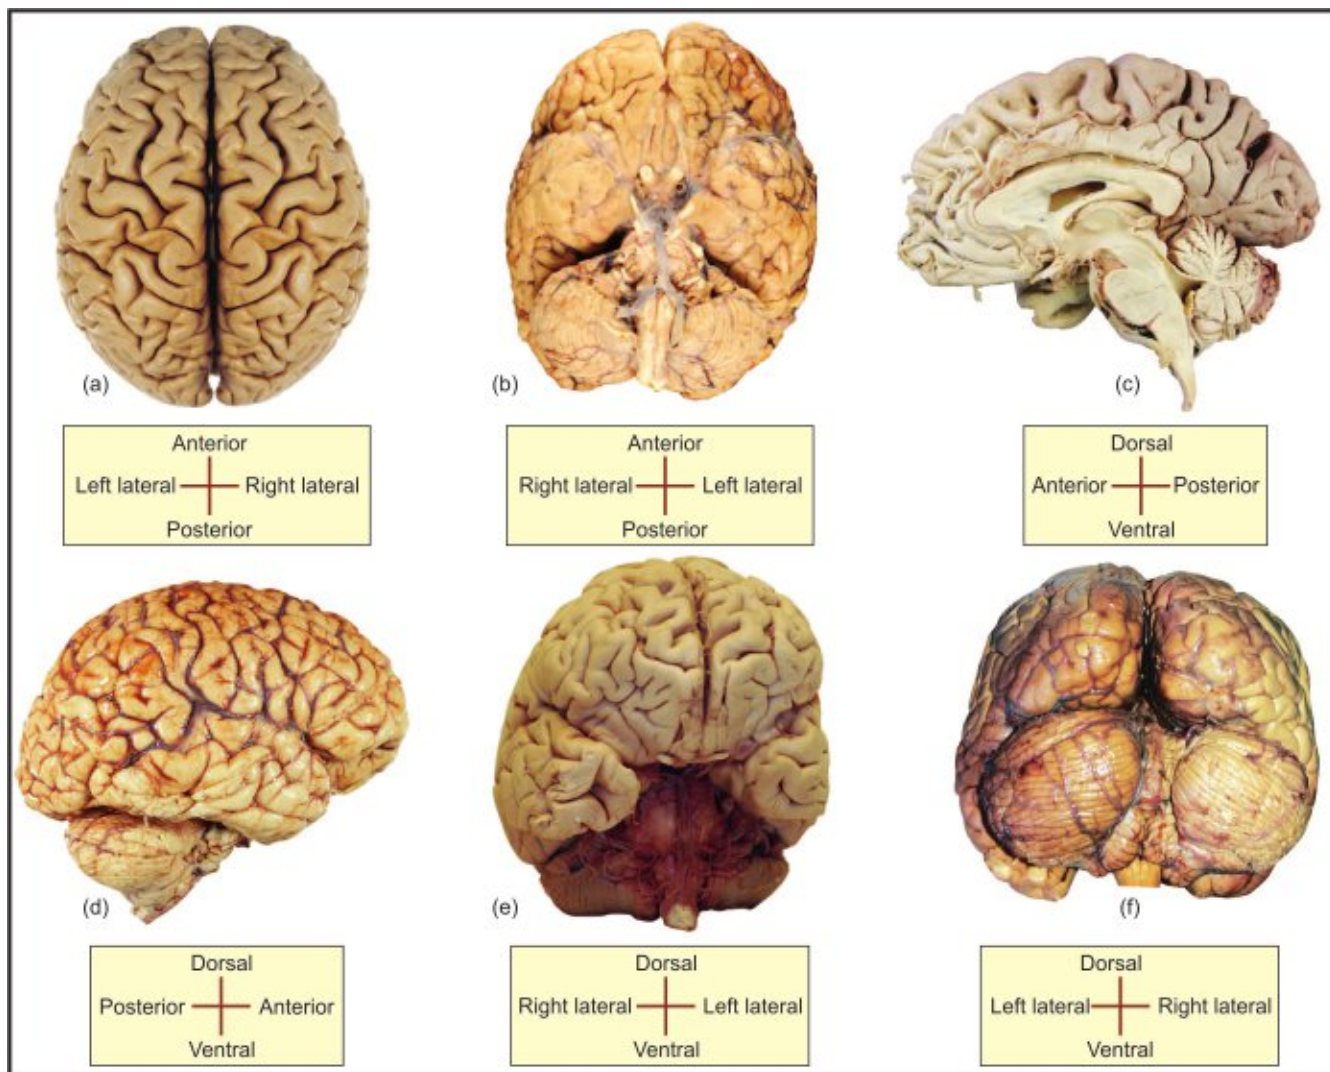 (a)
(b)
(c)
Anterior
Left lateral Right lateral
Posterior
Anterior
Right lateral Left lateral
Posterior
Dorsal
Anterior Posterior
Ventral
(d)
(e)
(f)
Dorsal
Posterior Anterior
Ventral
Dorsal
Right lateral Left lateral
Ventral
Dorsal
Left lateral Right lateral
Ventral